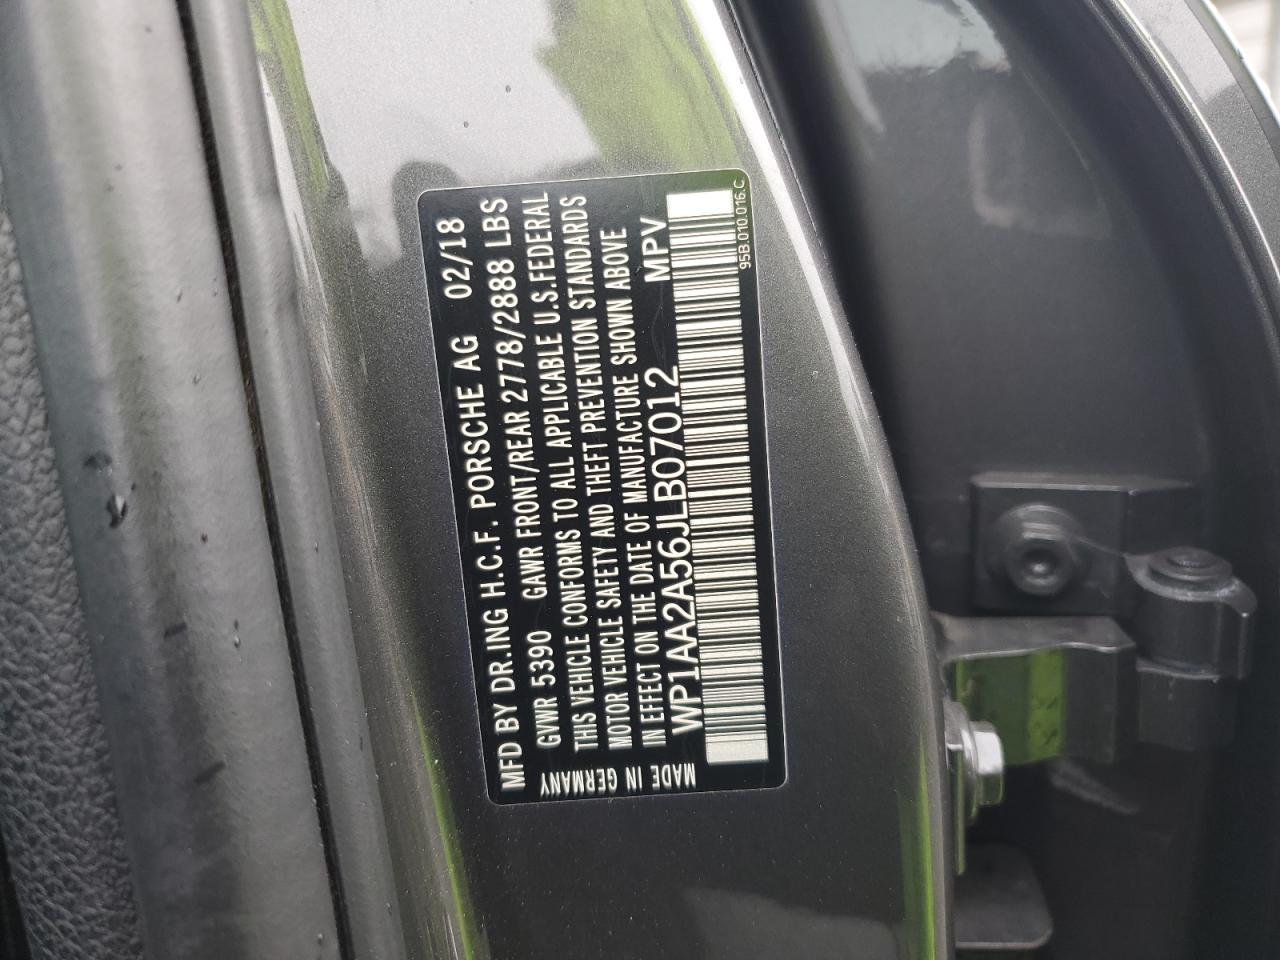 MFD BY DR.ING H.C.F. PORSCHE AG 02/18
GVWR 5390 GAWR FRONT/REAR 2778/2888 LBS
THIS VEHICLE CONFORMS TO ALL APPLICABLE U.S.FEDERAL
MOTOR VEHICLE SAFETY AND THEFT PREVENTION STANDARDS
IN EFFECT ON THE DATE OF MANUFACTURE SHOWN ABOVE
WP1AA2A56JLB07012 MPV
95B.010.016.C
MADE IN GERMANY